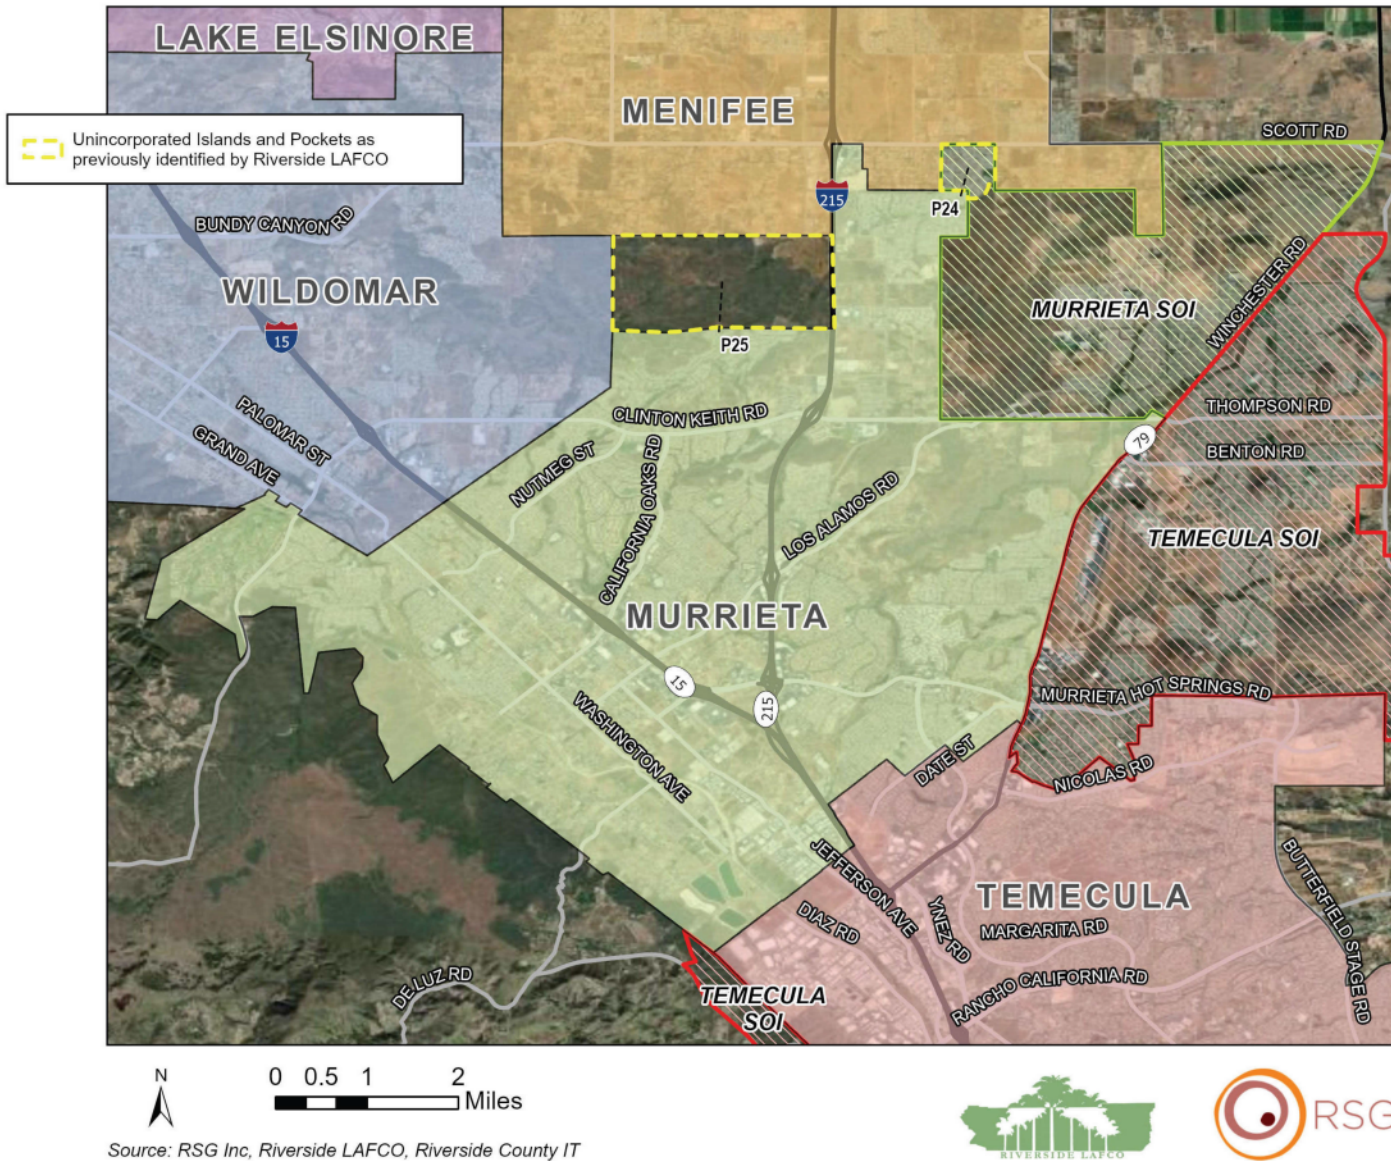 LAKE ELSINORE
MENIFEE
Unincorporated Islands and Pockets as
previously identified by Riverside LAFCO
SCOTT RD
215
P24
BUNDY CANYON RD
WILDOMAR
WINCHESTER RD
MURRIETA SOI
15
P25
PALOMAR ST
GRAND AVE
CLINTON KEITH RD
THOMPSON RD
79
BENTON RD
NUTMEG ST
CALIFORNIA OAKS RD
LOS ALAMOS RD
TEMECULA SOI
MURRIETA
15
215
MURRIETA HOT SPRINGS RD
WASHINGTON AVE
DATE ST
NICOLAS RD
JEFFERSON AVE
BUTTERFIELD STAGE RD
TEMECULA
DIAZ RD
YNEZ RD
MARGARITA RD
DE LUZ RD
RANCHO CALIFORNIA RD
TEMECULA
SOI
N
0 0.5 1 2
Miles
RIVERSIDE LAFCO
RSG
Source: RSG Inc, Riverside LAFCO, Riverside County IT